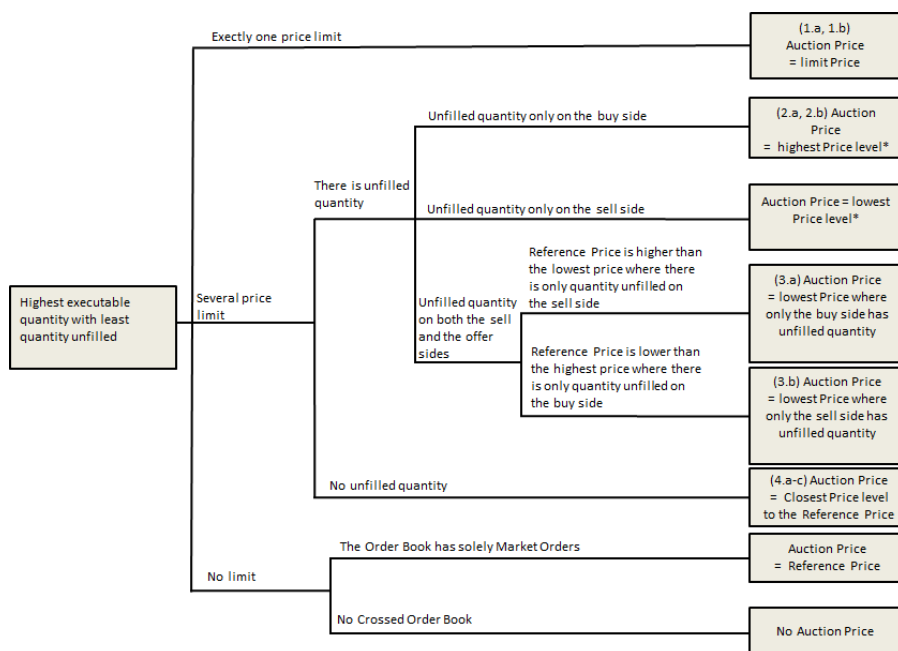 Exectly one price limit
(1.a, 1.b)
Auction Price
= limit Price
Unfilled quantity only on the buy side
(2.a, 2.b) Auction
Price
= highest Price level*
There is unfilled
quantity
Unfilled quantity only on the sell side
Auction Price = lowest
Price level*
Reference Price is higher than
the lowest price where there
is only quantity unfilled on
the sell side
(3.a) Auction Price
= lowest Price where
only the buy side has
unfilled quantity
Highest executable
quantity with least
quantity unfilled
Several price
limit
Unfilled quantity
on both the sell
and the offer
sides
Reference Price is lower than
the highest price where there
is only quantity unfilled on
the buy side
(3.b) Auction Price
= lowest Price where
only the sell side has
unfilled quantity
No unfilled quantity
(4.a-c) Auction Price
= Closest Price level
to the Reference Price
The Order Book has solely Market Orders
Auction Price
= Reference Price
No limit
No Crossed Order Book
No Auction Price